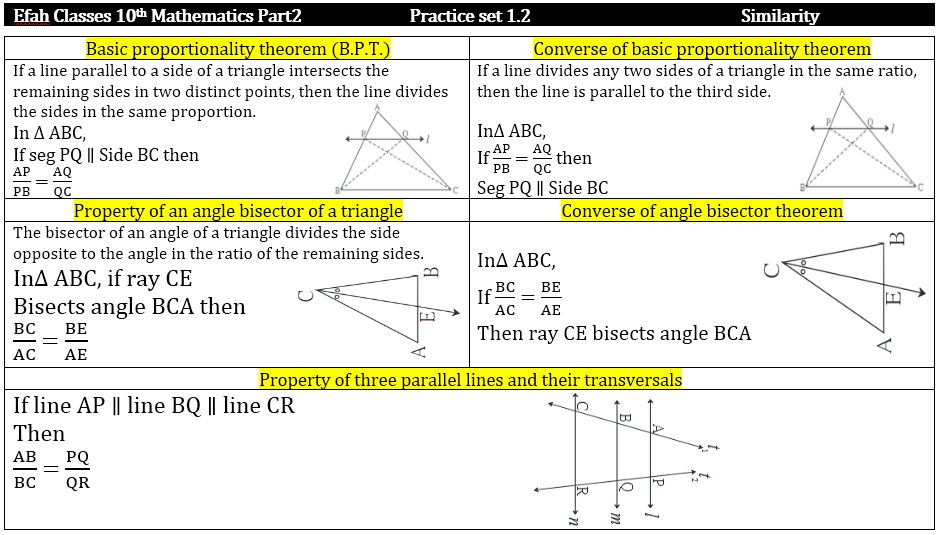 Efah Classes 10th Mathematics Part2 Practice set 1.2 Similarity
Basic proportionality theorem (B.P.T.)
If a line parallel to a side of a triangle intersects the
remaining sides in two distinct points, then the line divides
the sides in the same proportion.
In Δ ABC,
If seg PQ ∥ Side BC then
AP/PB = AQ/QC
A
P
Q
l
B
C
Converse of basic proportionality theorem
If a line divides any two sides of a triangle in the same ratio,
then the line is parallel to the third side.
InΔ ABC,
If AP/PB = AQ/QC then
Seg PQ ∥ Side BC
A
P
Q
l
B
C
Property of an angle bisector of a triangle
The bisector of an angle of a triangle divides the side
opposite to the angle in the ratio of the remaining sides.
InΔ ABC, if ray CE
Bisects angle BCA then
BC/AC = BE/AE
C
B
E
A
Converse of angle bisector theorem
InΔ ABC,
If BC/AC = BE/AE
Then ray CE bisects angle BCA
C
B
E
A
Property of three parallel lines and their transversals
If line AP ∥ line BQ ∥ line CR
Then
AB/BC = PQ/QR
C
B
A
t1
t2
R
Q
P
n
m
l